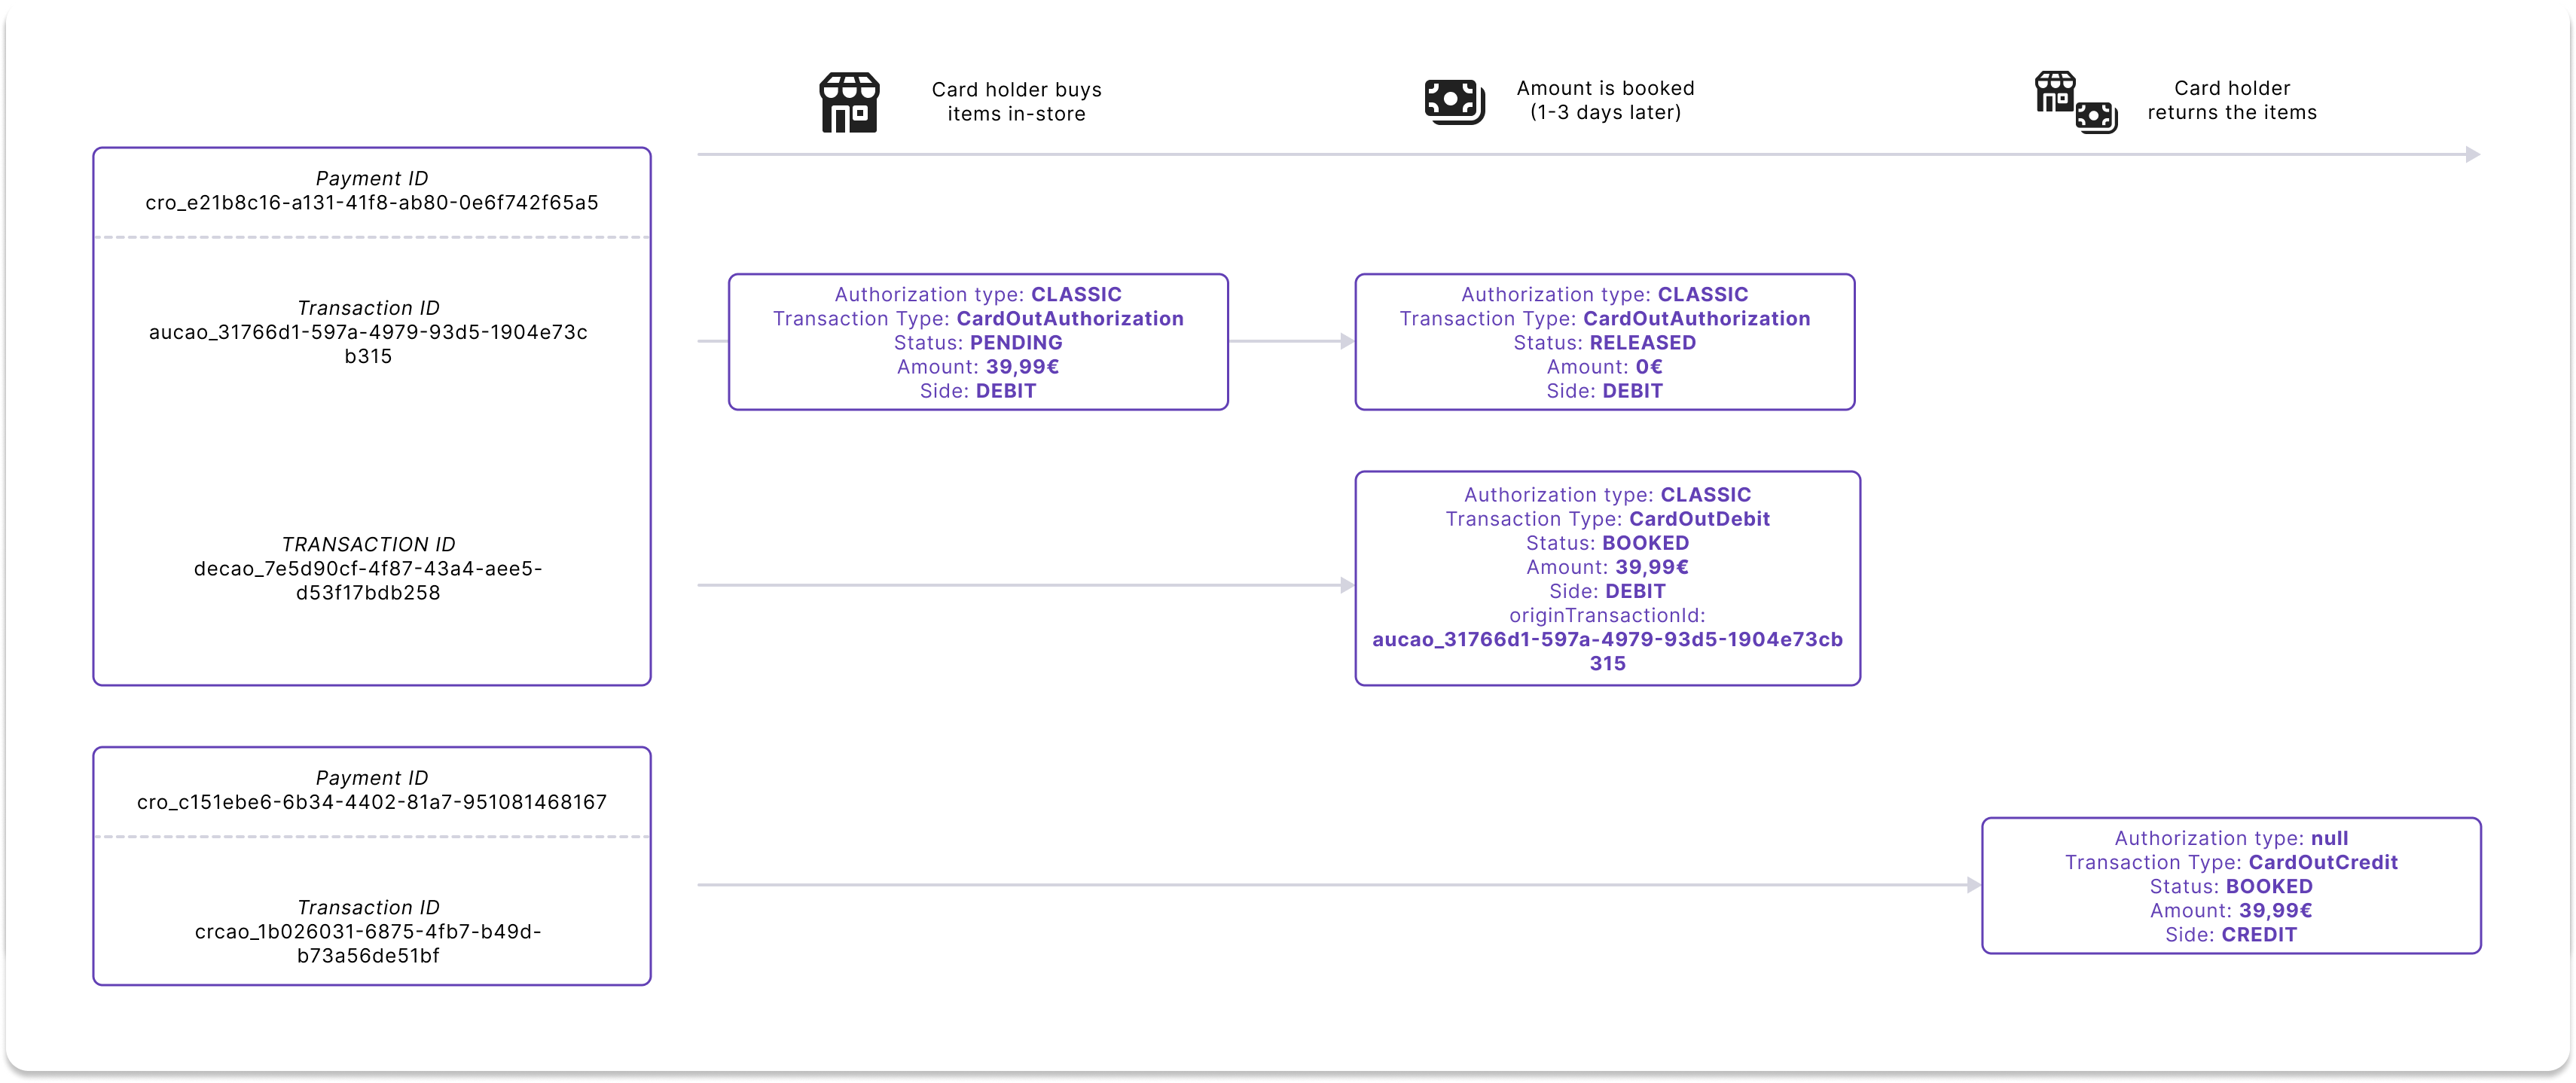 Card holder buys
items in-store
Amount is booked
(1-3 days later)
Card holder
returns the items
Payment ID
cro_e21b8c16-a131-41f8-ab80-0e6f742f65a5
Transaction ID
aucao_31766d1-597a-4979-93d5-1904e73c
b315
Authorization type: CLASSIC
Transaction Type: CardOutAuthorization
Status: PENDING
Amount: 39,99€
Side: DEBIT
Authorization type: CLASSIC
Transaction Type: CardOutAuthorization
Status: RELEASED
Amount: 0€
Side: DEBIT
TRANSACTION ID
decao_7e5d90cf-4f87-43a4-aee5-
d53f17bdb258
Authorization type: CLASSIC
Transaction Type: CardOutDebit
Status: BOOKED
Amount: 39,99€
Side: DEBIT
originTransactionId:
aucao_31766d1-597a-4979-93d5-1904e73cb
315
Payment ID
cro_c151ebe6-6b34-4402-81a7-951081468167
Transaction ID
crcao_1b026031-6875-4fb7-b49d-
b73a56de51bf
Authorization type: null
Transaction Type: CardOutCredit
Status: BOOKED
Amount: 39,99€
Side: CREDIT